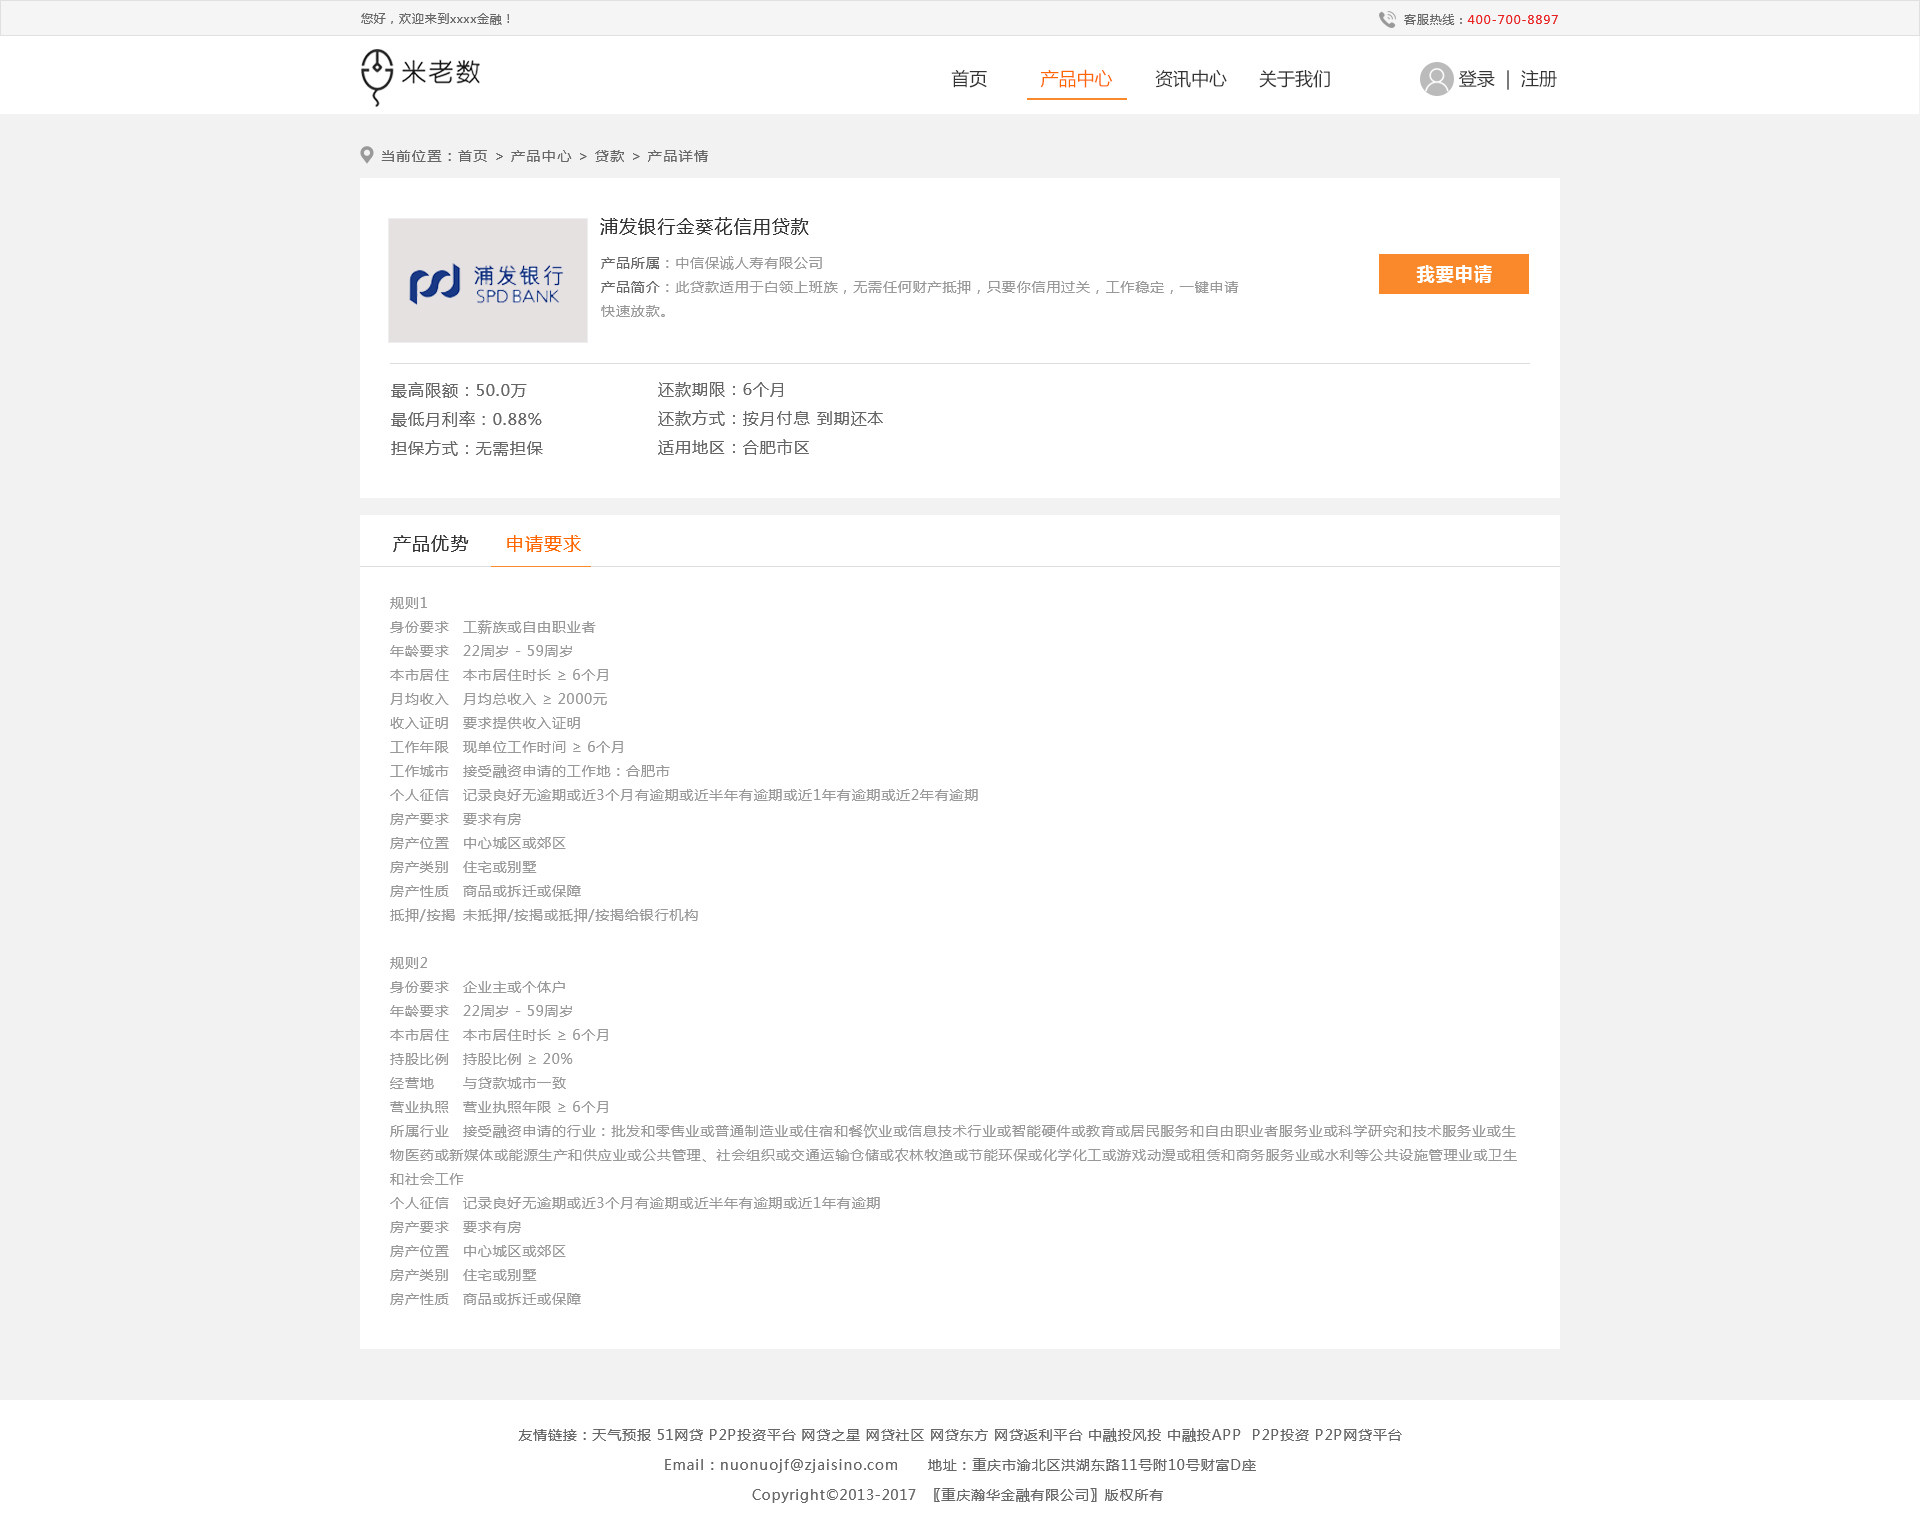 您好，欢迎来到xxxx金融！
客服热线：400-700-8897
米老数
首页 产品中心 资讯中心 关于我们 登录 | 注册
当前位置：首页 > 产品中心 > 贷款 > 产品详情
浦发银行
SPD BANK
浦发银行金葵花信用贷款
产品所属：中信保诚人寿有限公司
产品简介：此贷款适用于白领上班族，无需任何财产抵押，只要你信用过关，工作稳定，一键申请
快速放款。
我要申请
最高限额：50.0万 还款期限：6个月
最低月利率：0.88% 还款方式：按月付息 到期还本
担保方式：无需担保 适用地区：合肥市区
产品优势 申请要求
规则1
身份要求 工薪族或自由职业者
年龄要求 22周岁 - 59周岁
本市居住 本市居住时长 ≥ 6个月
月均收入 月均总收入 ≥ 2000元
收入证明 要求提供收入证明
工作年限 现单位工作时间 ≥ 6个月
工作城市 接受融资申请的工作地：合肥市
个人征信 记录良好无逾期或近3个月有逾期或近半年有逾期或近1年有逾期或近2年有逾期
房产要求 要求有房
房产位置 中心城区或郊区
房产类别 住宅或别墅
房产性质 商品或拆迁或保障
抵押/按揭 未抵押/按揭或抵押/按揭给银行机构
规则2
身份要求 企业主或个体户
年龄要求 22周岁 - 59周岁
本市居住 本市居住时长 ≥ 6个月
持股比例 持股比例 ≥ 20%
经营地 与贷款城市一致
营业执照 营业执照年限 ≥ 6个月
所属行业 接受融资申请的行业：批发和零售业或普通制造业或住宿和餐饮业或信息技术行业或智能硬件或教育或居民服务和自由职业者服务业或科学研究和技术服务业或生
物医药或新媒体或能源生产和供应业或公共管理、社会组织或交通运输仓储或农林牧渔或节能环保或化学化工或游戏动漫或租赁和商务服务业或水利等公共设施管理业或卫生
和社会工作
个人征信 记录良好无逾期或近3个月有逾期或近半年有逾期或近1年有逾期
房产要求 要求有房
房产位置 中心城区或郊区
房产类别 住宅或别墅
房产性质 商品或拆迁或保障
友情链接：天气预报 51网贷 P2P投资平台 网贷之星 网贷社区 网贷东方 网贷返利平台 中融投风投 中融投APP P2P投资 P2P网贷平台
Email：nuonuojf@zjaisino.com 地址：重庆市渝北区洪湖东路11号附10号财富D座
Copyright©2013-2017 〖重庆瀚华金融有限公司〗版权所有